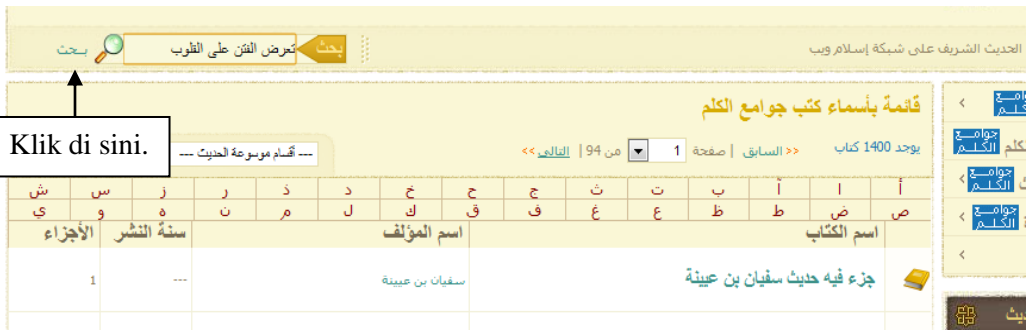 الحديث الشريف على شبكة إسلام ويب
بحث تعرض الفتن على القلوب بحث
Klik di sini.
قائمة بأسماء كتب جوامع الكلم
يوجد 1400 كتاب << السابق | صفحة 1 من 94 | التالي >>
--- أقسام موسوعة الحديث ---
أ ا آ ب ت ث ج ح خ د ذ ر ز س ش
ص ض ط ظ ع غ ف ق ك ل م ن ه و ي
اسم الكتاب اسم المؤلف سنة النشر الأجزاء
جزء فيه حديث سفيان بن عيينة سفيان بن عيينة --- 1
جوامع الكلم
جوامع الكلم
جوامع الكلم
جوامع الكلم